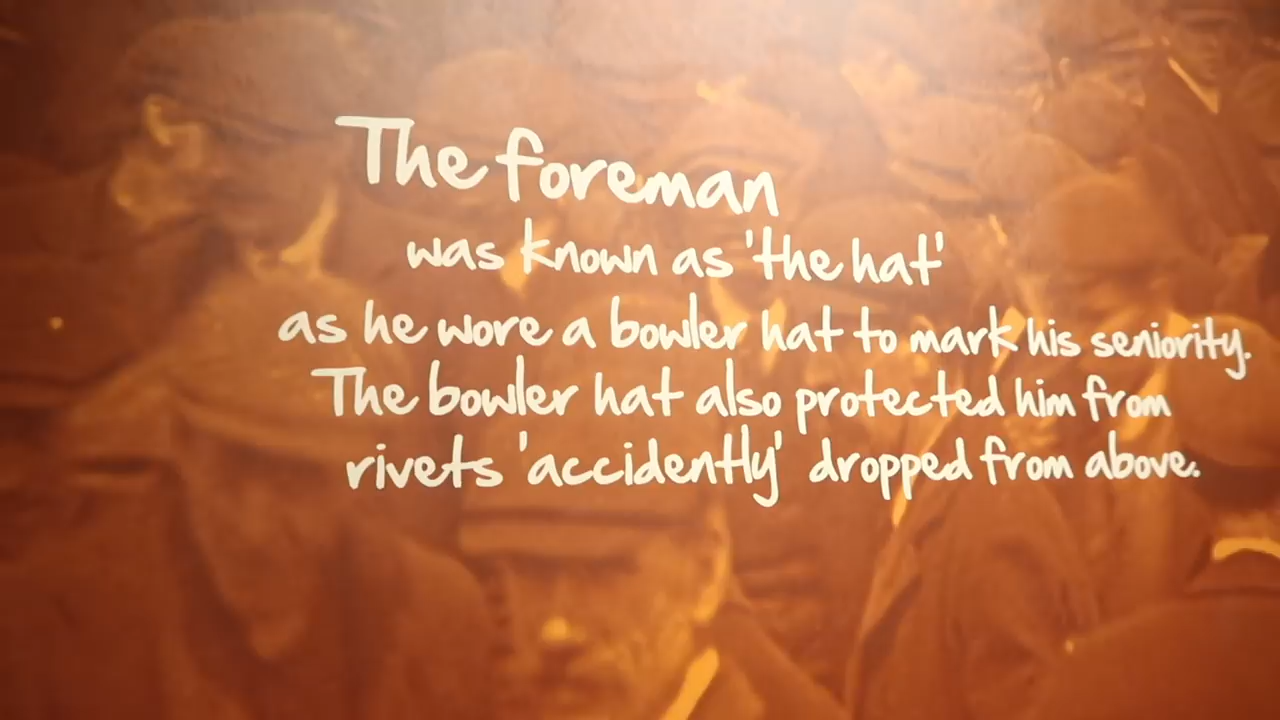 The foreman
was known as 'the hat'
as he wore a bowler hat to mark his seniority.
The bowler hat also protected him from
rivets 'accidently' dropped from above.